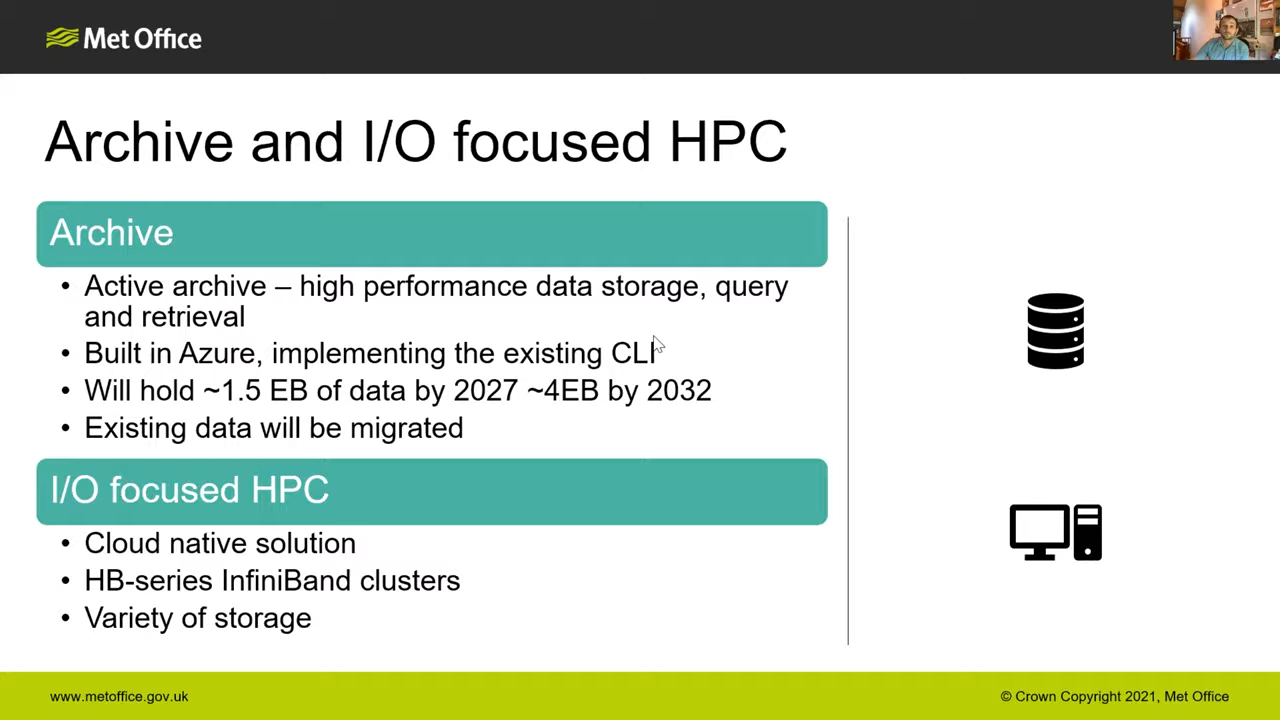 Met Office
Archive and I/O focused HPC
Archive
• Active archive – high performance data storage, query
and retrieval
• Built in Azure, implementing the existing CLI
• Will hold ~1.5 EB of data by 2027 ~4EB by 2032
• Existing data will be migrated
I/O focused HPC
• Cloud native solution
• HB-series InfiniBand clusters
• Variety of storage
www.metoffice.gov.uk
© Crown Copyright 2021, Met Office